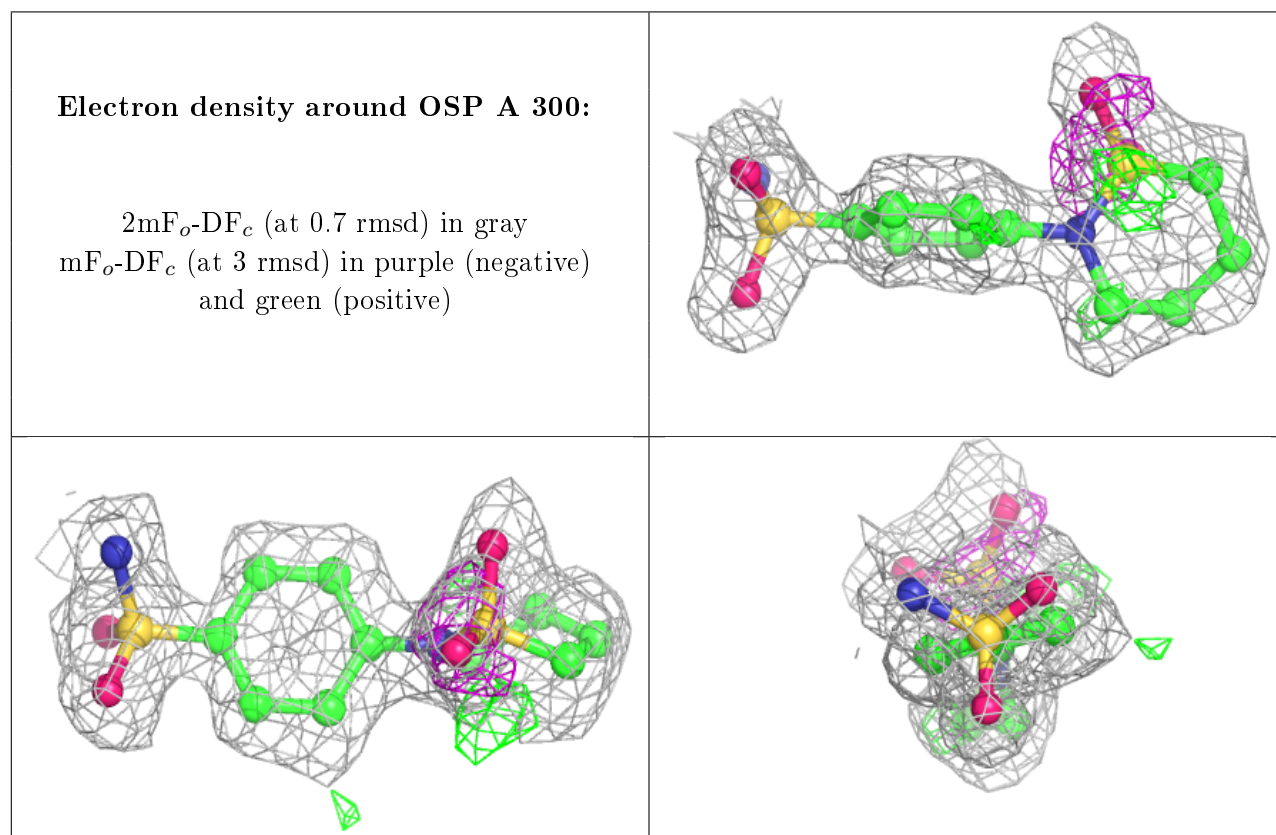 Electron density around OSP A 300:
2mFₒ-DF𝒸 (at 0.7 rmsd) in gray
mFₒ-DF𝒸 (at 3 rmsd) in purple (negative)
and green (positive)